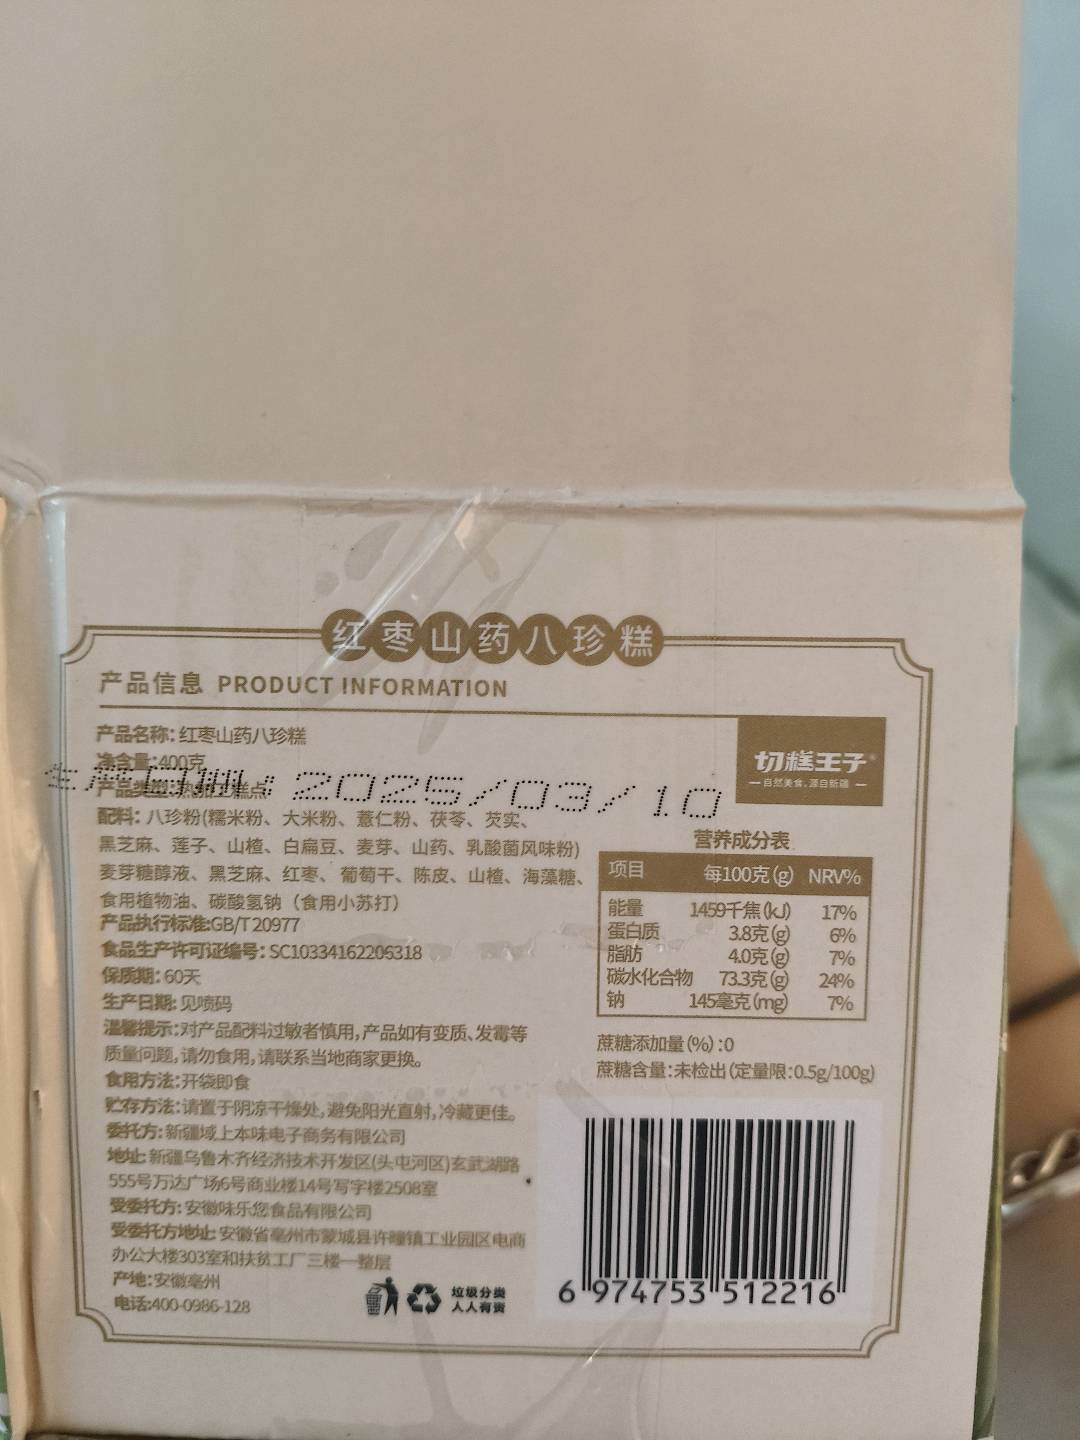 红枣山药八珍糕
产品信息 PRODUCT INFORMATION
产品名称:红枣山药八珍糕
净含量:400克
生产日期: 2025/03/10
产品类型:热加工糕点
切糕王子
自然美食,源自新疆
配料: 八珍粉(糯米粉、大米粉、薏仁粉、茯苓、芡实、
黑芝麻、莲子、山楂、白扁豆、麦芽、山药、乳酸菌风味粉)
麦芽糖醇液、黑芝麻、红枣、葡萄干、陈皮、山楂、海藻糖、
食用植物油、碳酸氢钠(食用小苏打)
产品执行标准:GB/T20977
食品生产许可证编号:SC10334162206318
保质期:60天
生产日期:见喷码
温馨提示:对产品配料过敏者慎用,产品如有变质、发霉等
质量问题,请勿食用,请联系当地商家更换。
食用方法:开袋即食
贮存方法:请置于阴凉干燥处,避免阳光直射,冷藏更佳。
委托方:新疆域上本味电子商务有限公司
地址:新疆乌鲁木齐经济技术开发区(头屯河区)玄武湖路
555号万达广场6号商业楼14号写字楼2508室
受委托方:安徽味乐您食品有限公司
受委托方地址:安徽省亳州市蒙城县许疃镇工业园区电商
办公大楼303室和扶贫工厂三楼一整层
产地:安徽亳州
电话:400-0986-128
垃圾分类
人人有责
营养成分表
项目 每100克(g) NRV%
能量 1459千焦(kJ) 17%
蛋白质 3.8克(g) 6%
脂肪 4.0克(g) 7%
碳水化合物 73.3克(g) 24%
钠 145毫克(mg) 7%
蔗糖添加量(%):0
蔗糖含量:未检出(定量限:0.5g/100g)
6 974753 512216